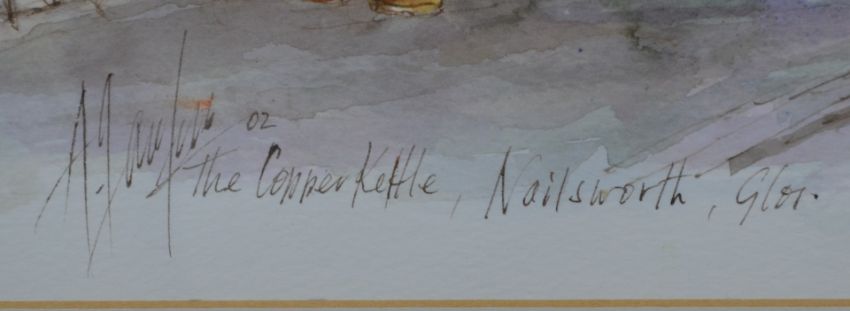 02
The Copper Kettle, Nailsworth, Glos.